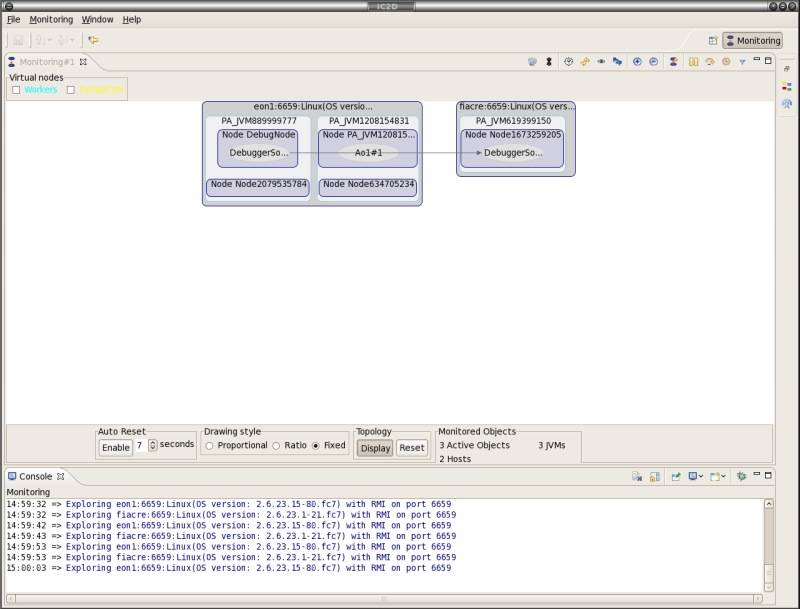 IC2D
File Monitoring Window Help
Monitoring
Monitoring#1
Virtual nodes
Workers
eon1:6659:Linux(OS versio...
fiacre:6659:Linux(OS vers...
PA_JVM889999777
PA_JVM1208154831
PA_JVM619399150
Node DebugNode
Node PA_JVM120815...
Node Node1673259205
DebuggerSo...
Ao1#1
DebuggerSo...
Node Node2079535784
Node Node634705234
Auto Reset
Enable 7 seconds
Drawing style
Proportional Ratio Fixed
Topology
Display Reset
Monitored Objects
3 Active Objects 3 JVMs
2 Hosts
Console
Monitoring
14:59:32 => Exploring eon1:6659:Linux(OS version: 2.6.23.15-80.fc7) with RMI on port 6659
14:59:32 => Exploring fiacre:6659:Linux(OS version: 2.6.23.1-21.fc7) with RMI on port 6659
14:59:42 => Exploring eon1:6659:Linux(OS version: 2.6.23.15-80.fc7) with RMI on port 6659
14:59:43 => Exploring fiacre:6659:Linux(OS version: 2.6.23.1-21.fc7) with RMI on port 6659
14:59:53 => Exploring eon1:6659:Linux(OS version: 2.6.23.15-80.fc7) with RMI on port 6659
14:59:53 => Exploring fiacre:6659:Linux(OS version: 2.6.23.1-21.fc7) with RMI on port 6659
15:00:03 => Exploring eon1:6659:Linux(OS version: 2.6.23.15-80.fc7) with RMI on port 6659